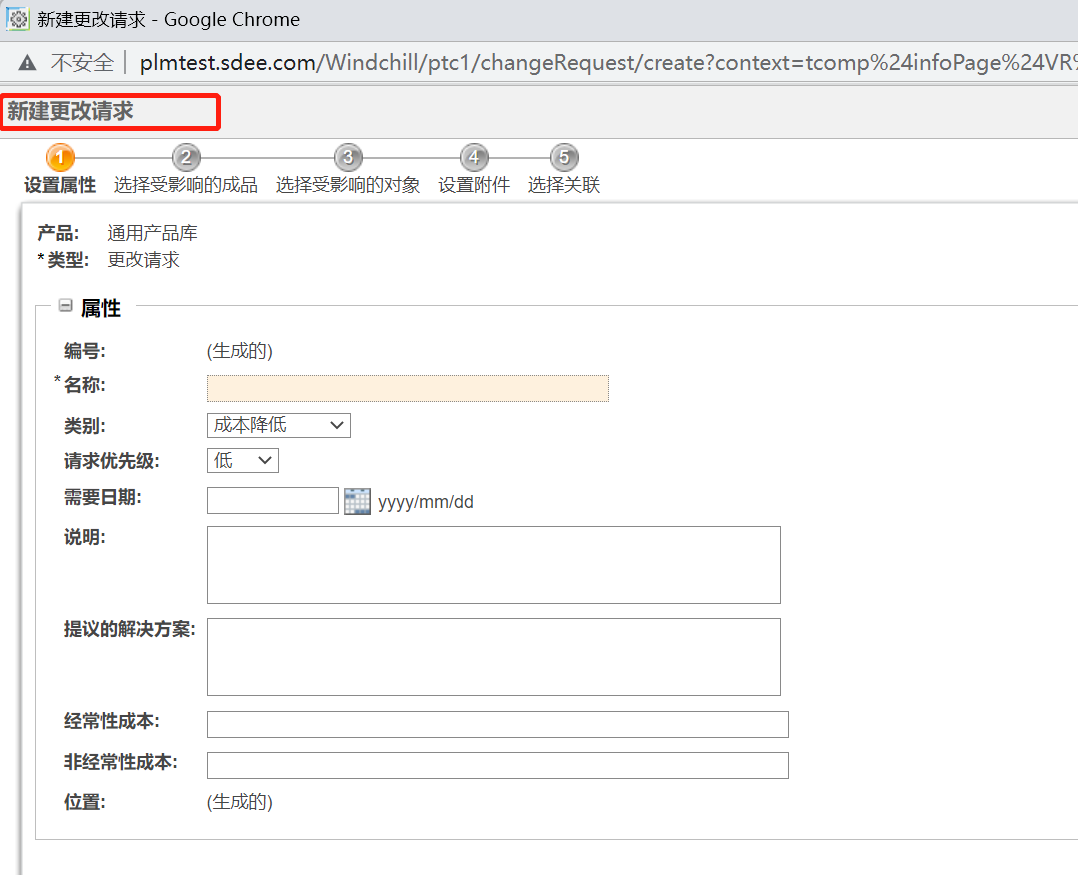 新建更改请求 - Google Chrome
不安全 | plmtest.sdee.com/Windchill/ptc1/changeRequest/create?context=tcomp%24infoPage%24VR%
新建更改请求
1 2 3 4 5
设置属性 选择受影响的成品 选择受影响的对象 设置附件 选择关联
产品: 通用产品库
*类型: 更改请求
属性
编号: (生成的)
*名称:
类别: 成本降低
请求优先级: 低
需要日期: yyyy/mm/dd
说明:
提议的解决方案:
经常性成本:
非经常性成本:
位置: (生成的)